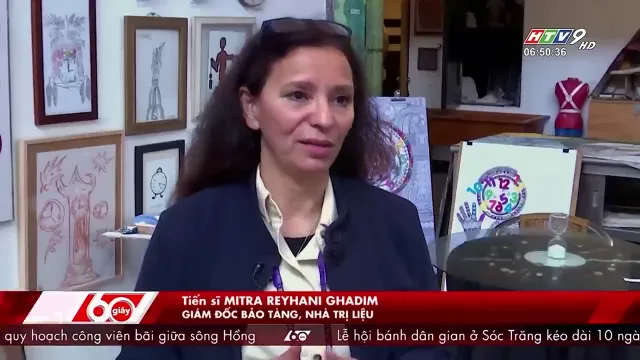 HTV9 HD
06:50:36
12
Tiến sĩ MITRA REYHANI GHADIM
GIÁM ĐỐC BẢO TÀNG, NHÀ TRỊ LIỆU
60 giây
quy hoạch công viên bãi giữa sông Hồng 60giây Lễ hội bánh dân gian ở Sóc Trăng kéo dài 10 ngà